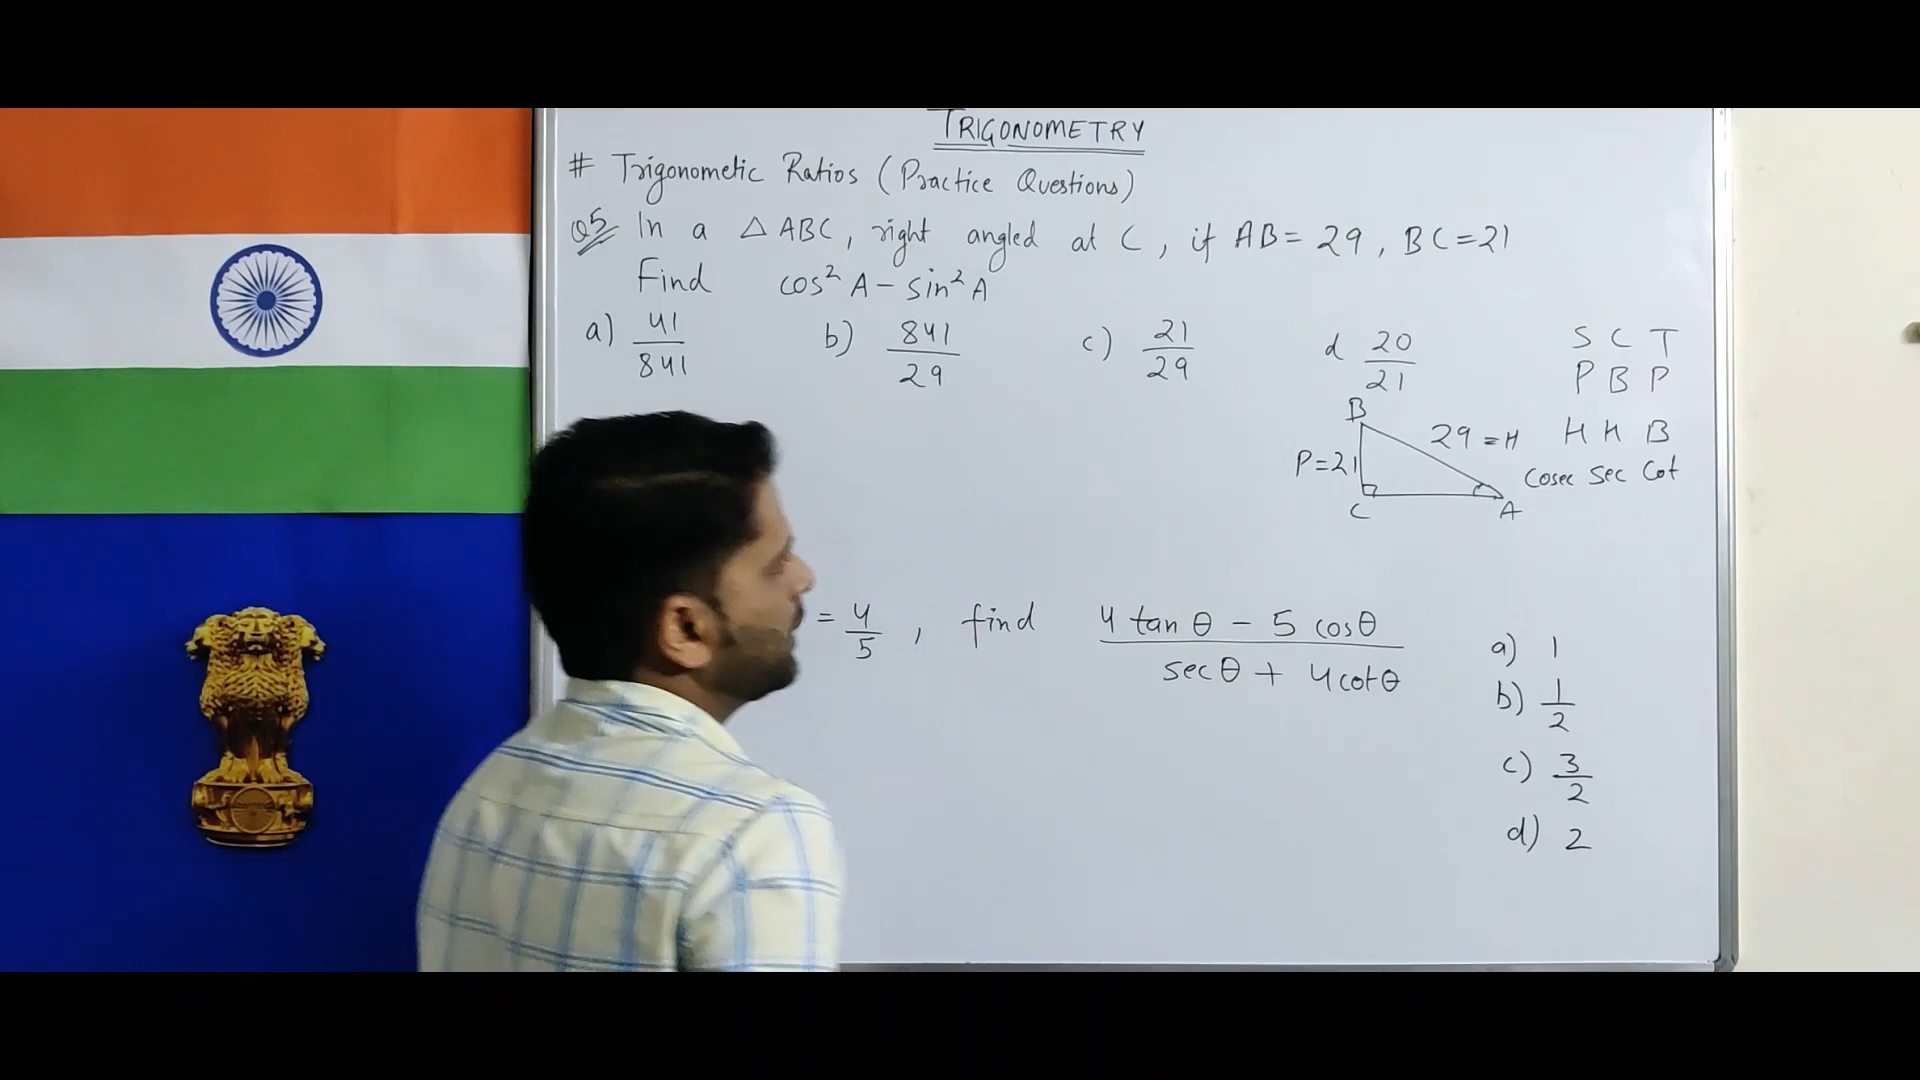 TRIGONOMETRY
# Trigonometic Ratios (Practice Questions)
Q5 In a △ ABC, right angled at C, if AB = 29, BC = 21
Find cos² A - sin² A
a) 41/841 b) 841/29 c) 21/29 d 20/21
S C T
P B P
H H B
Cosec Sec Cot
B
29 = H
P = 21
C A
= 4/5, find (4 tan θ - 5 cos θ)/(sec θ + 4 cot θ)
a) 1
b) 1/2
c) 3/2
d) 2